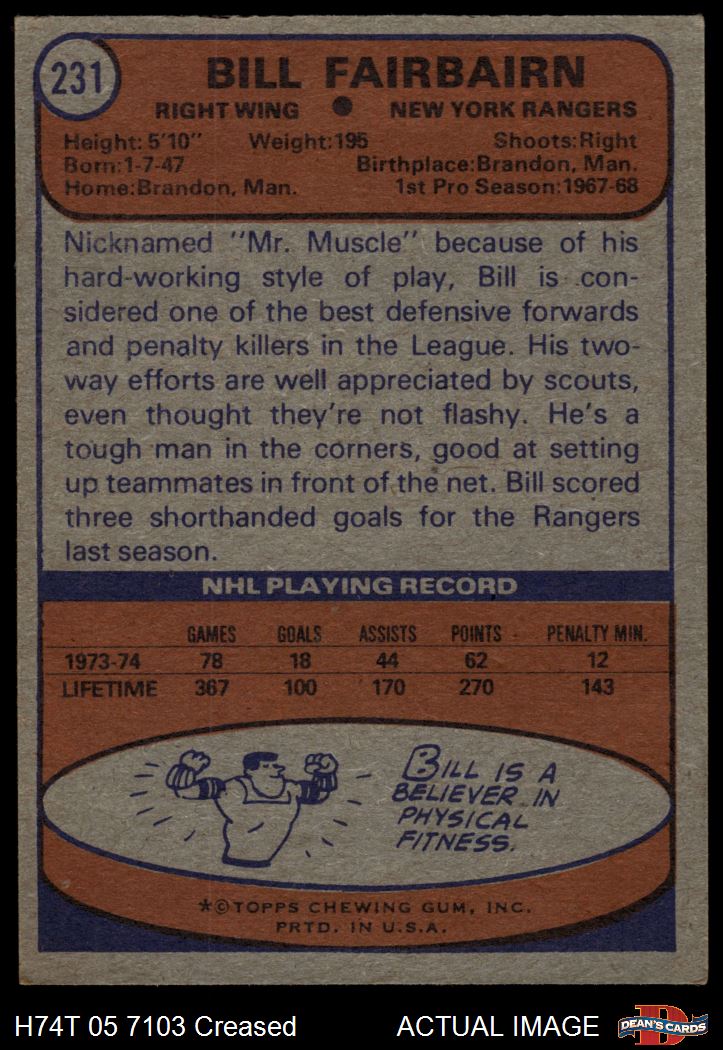 231
BILL FAIRBAIRN
RIGHT WING ● NEW YORK RANGERS
Height: 5'10" Weight:195 Shoots:Right
Born:1-7-47 Birthplace:Brandon, Man.
Home:Brandon, Man. 1st Pro Season:1967-68
Nicknamed "Mr. Muscle" because of his
hard-working style of play, Bill is con-
sidered one of the best defensive forwards
and penalty killers in the League. His two-
way efforts are well appreciated by scouts,
even thought they're not flashy. He's a
tough man in the corners, good at setting
up teammates in front of the net. Bill scored
three shorthanded goals for the Rangers
last season.
NHL PLAYING RECORD
GAMES GOALS ASSISTS POINTS PENALTY MIN.
1973-74 78 18 44 62 12
LIFETIME 367 100 170 270 143
BILL IS A
BELIEVER IN
PHYSICAL
FITNESS.
*©TOPPS CHEWING GUM, INC.
PRTD. IN U.S.A.
H74T 05 7103 Creased ACTUAL IMAGE
D
DEAN'S CARDS